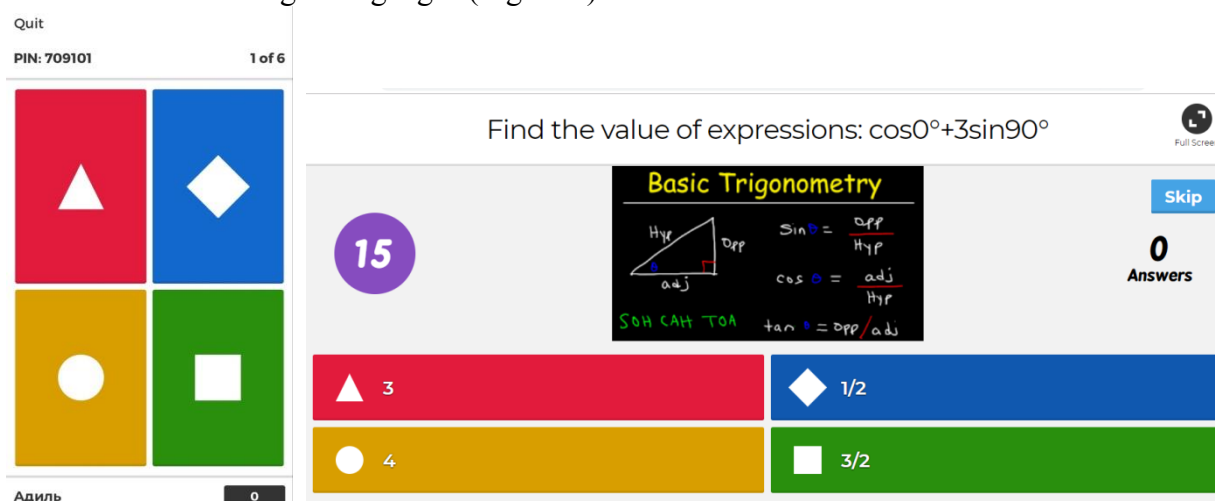 Quit
PIN: 709101 1 of 6
Адиль 0
Find the value of expressions: cos0°+3sin90°
Full Scree
Skip
15
0
Answers
Basic Trigonometry
Hyp
Opp
θ
adj
Sin θ = Opp / Hyp
cos θ = adj / Hyp
SOH CAH TOA
tan θ = opp / adj
3
1/2
4
3/2